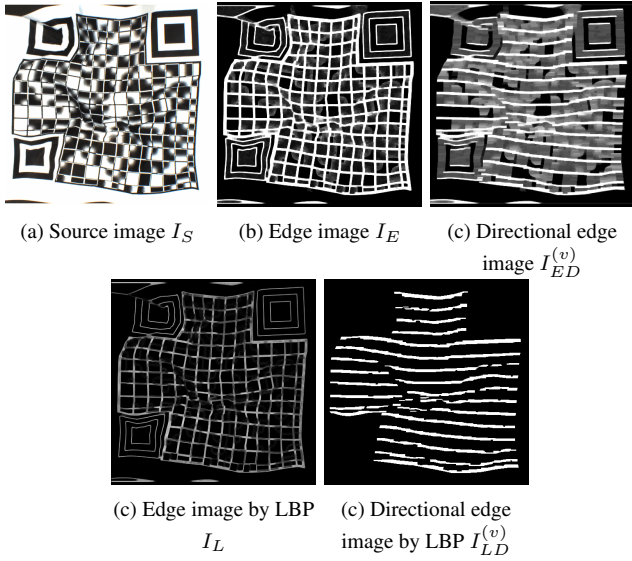 (a) Source image I_S
(b) Edge image I_E
(c) Directional edge
image I_{ED}^{(v)}
(c) Edge image by LBP
I_L
(c) Directional edge
image by LBP I_{LD}^{(v)}